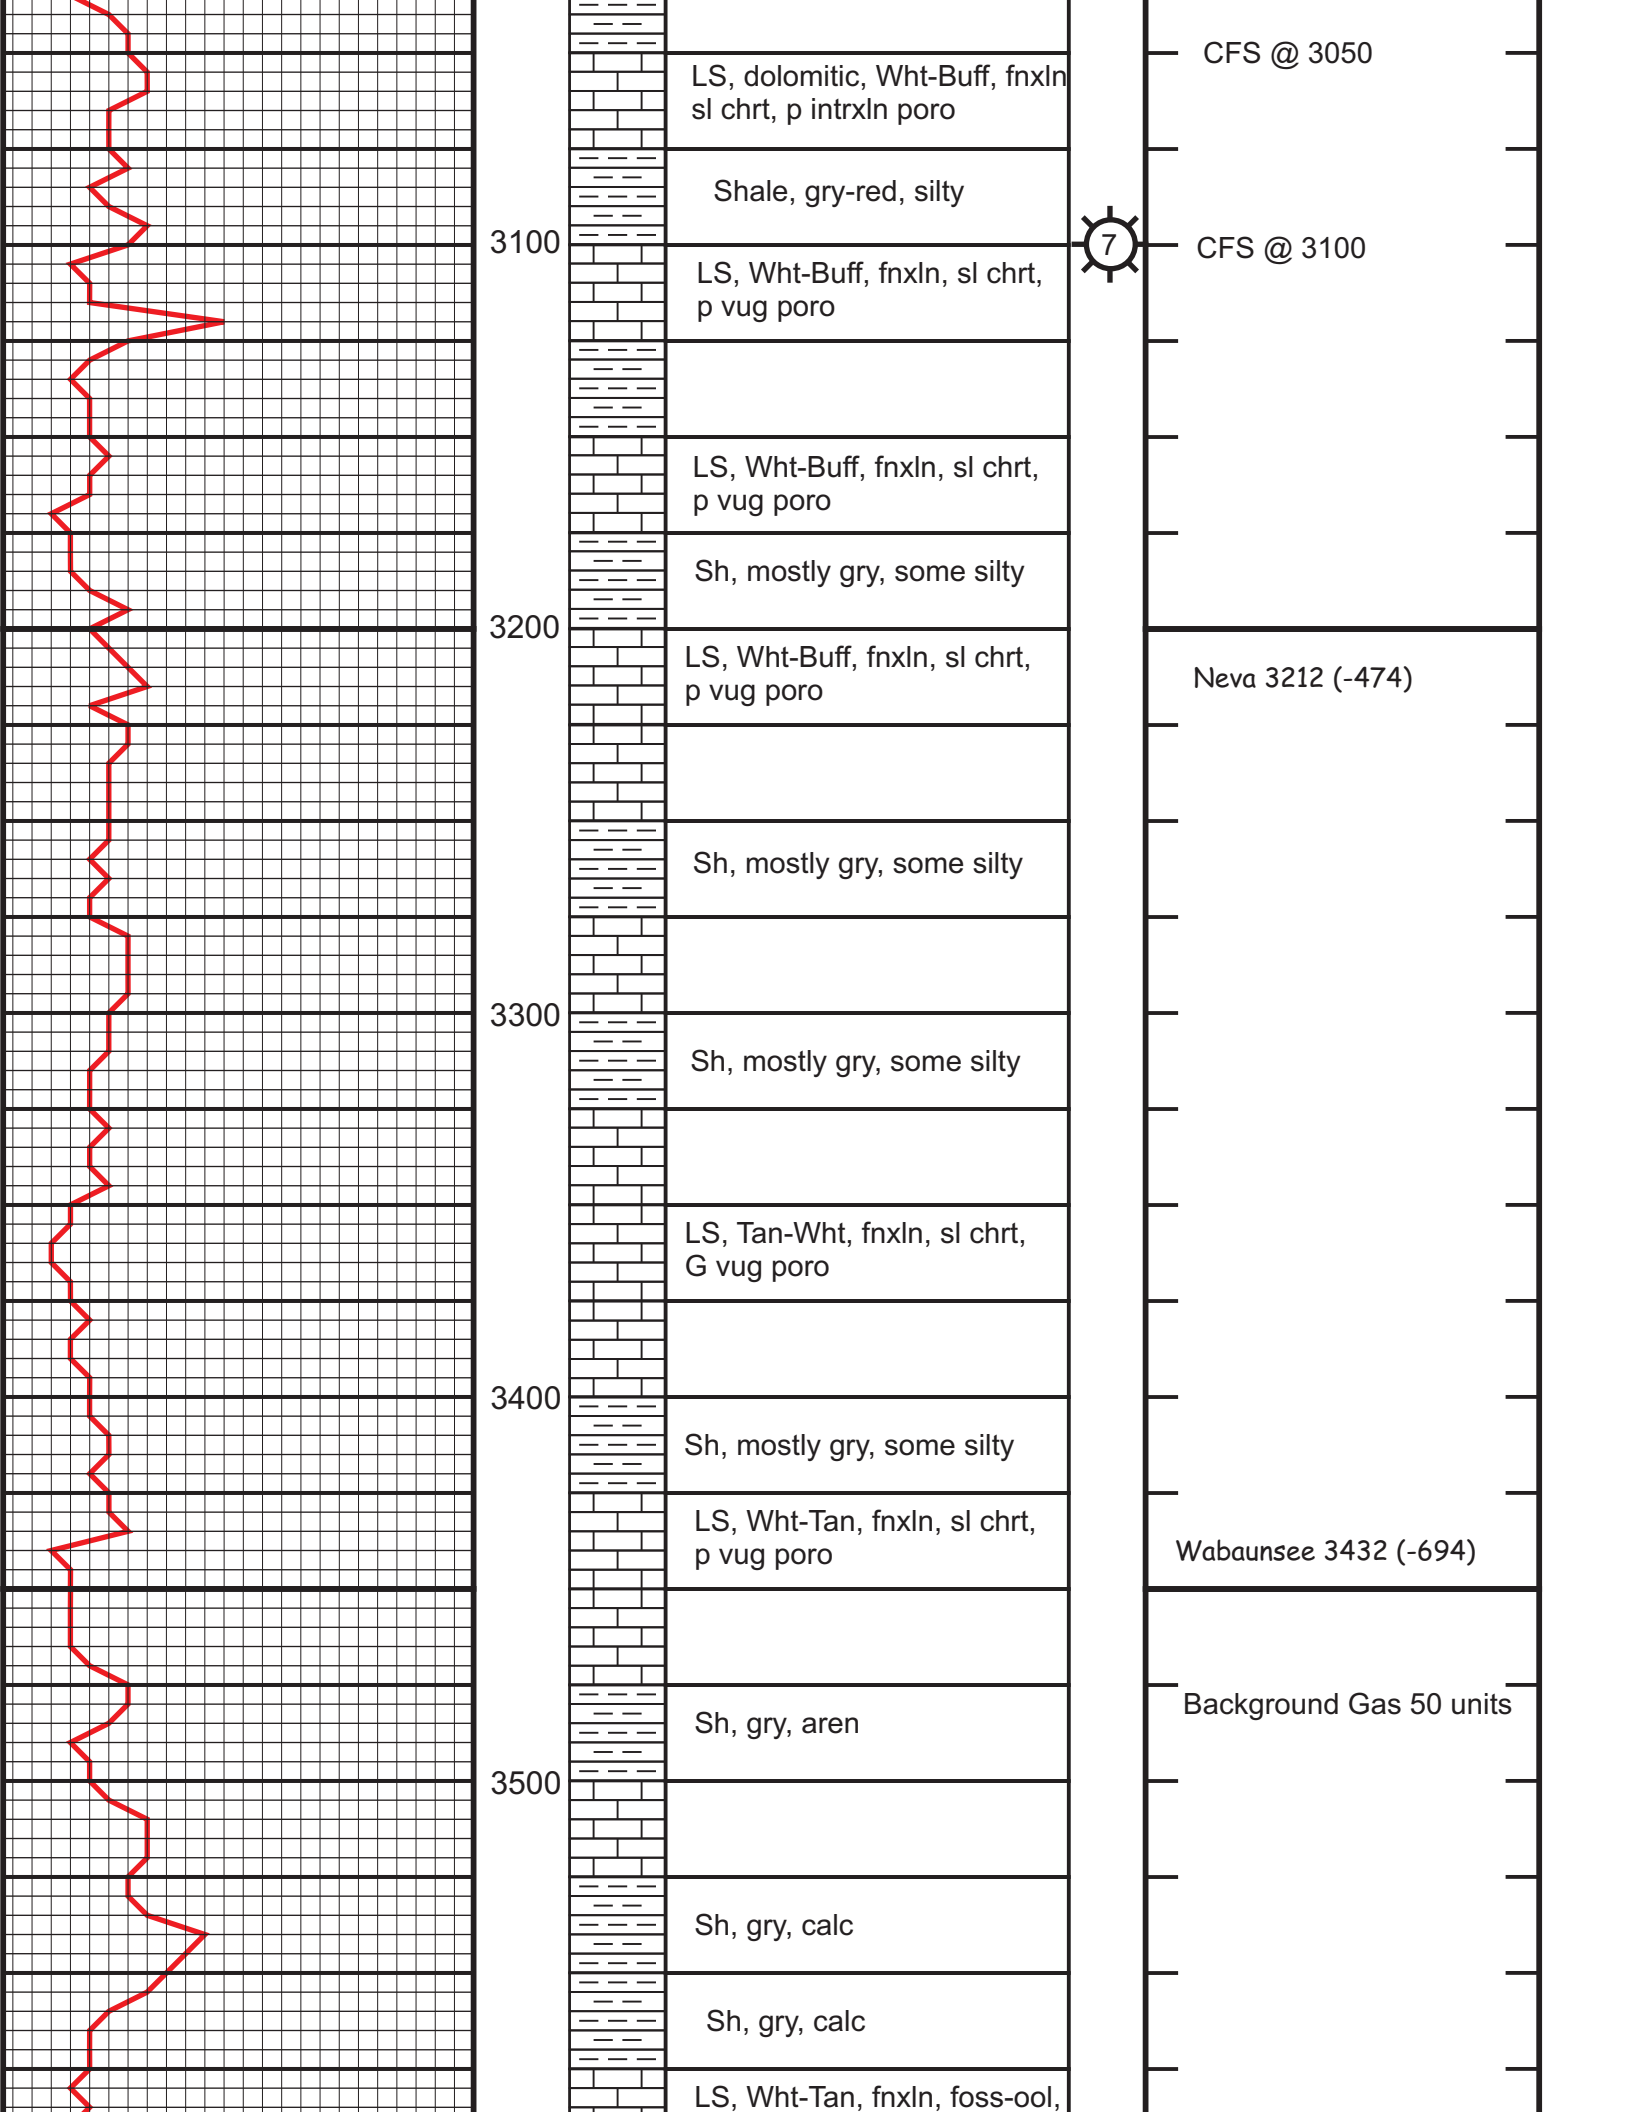 CFS @ 3050
LS, dolomitic, Wht-Buff, fnxln
sl chrt, p intrxln poro
Shale, gry-red, silty
3100
7
CFS @ 3100
LS, Wht-Buff, fnxln, sl chrt,
p vug poro
LS, Wht-Buff, fnxln, sl chrt,
p vug poro
Sh, mostly gry, some silty
3200
LS, Wht-Buff, fnxln, sl chrt,
p vug poro
Neva 3212 (-474)
Sh, mostly gry, some silty
3300
Sh, mostly gry, some silty
LS, Tan-Wht, fnxln, sl chrt,
G vug poro
3400
Sh, mostly gry, some silty
LS, Wht-Tan, fnxln, sl chrt,
p vug poro
Wabaunsee 3432 (-694)
Background Gas 50 units
Sh, gry, aren
3500
Sh, gry, calc
Sh, gry, calc
LS, Wht-Tan, fnxln, foss-ool,